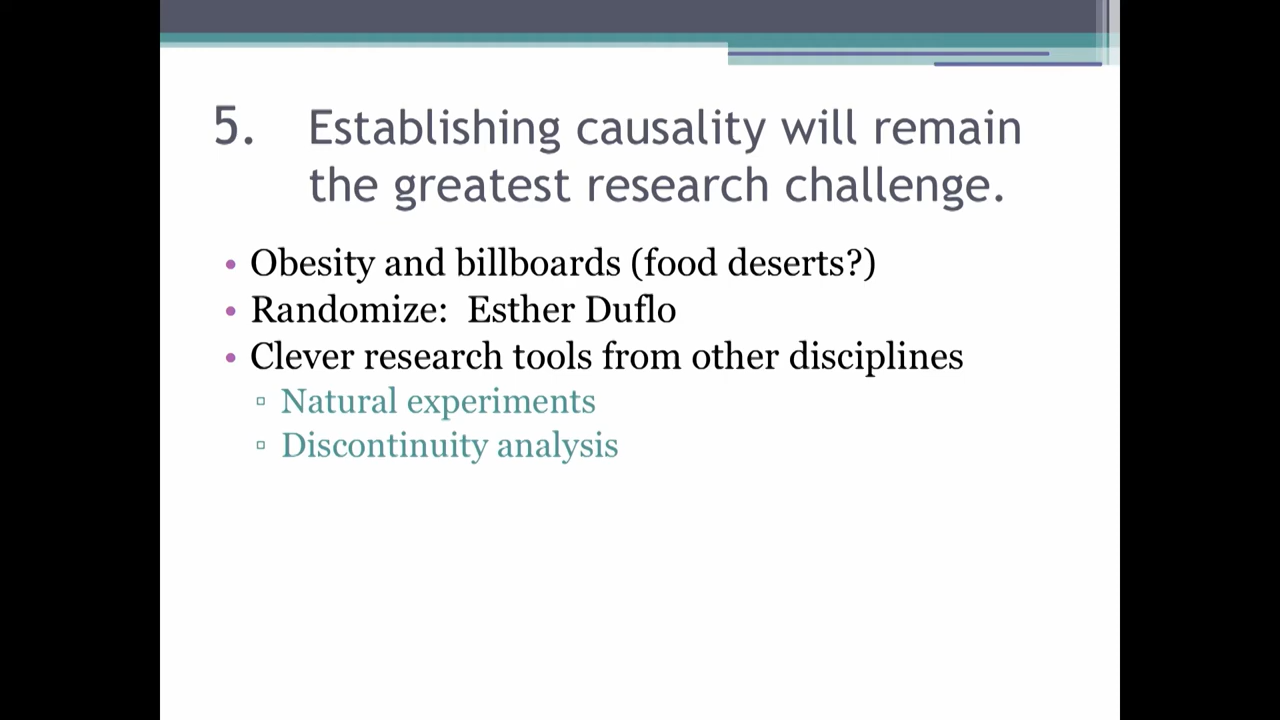 5. Establishing causality will remain
the greatest research challenge.
• Obesity and billboards (food deserts?)
• Randomize: Esther Duflo
• Clever research tools from other disciplines
▫ Natural experiments
▫ Discontinuity analysis